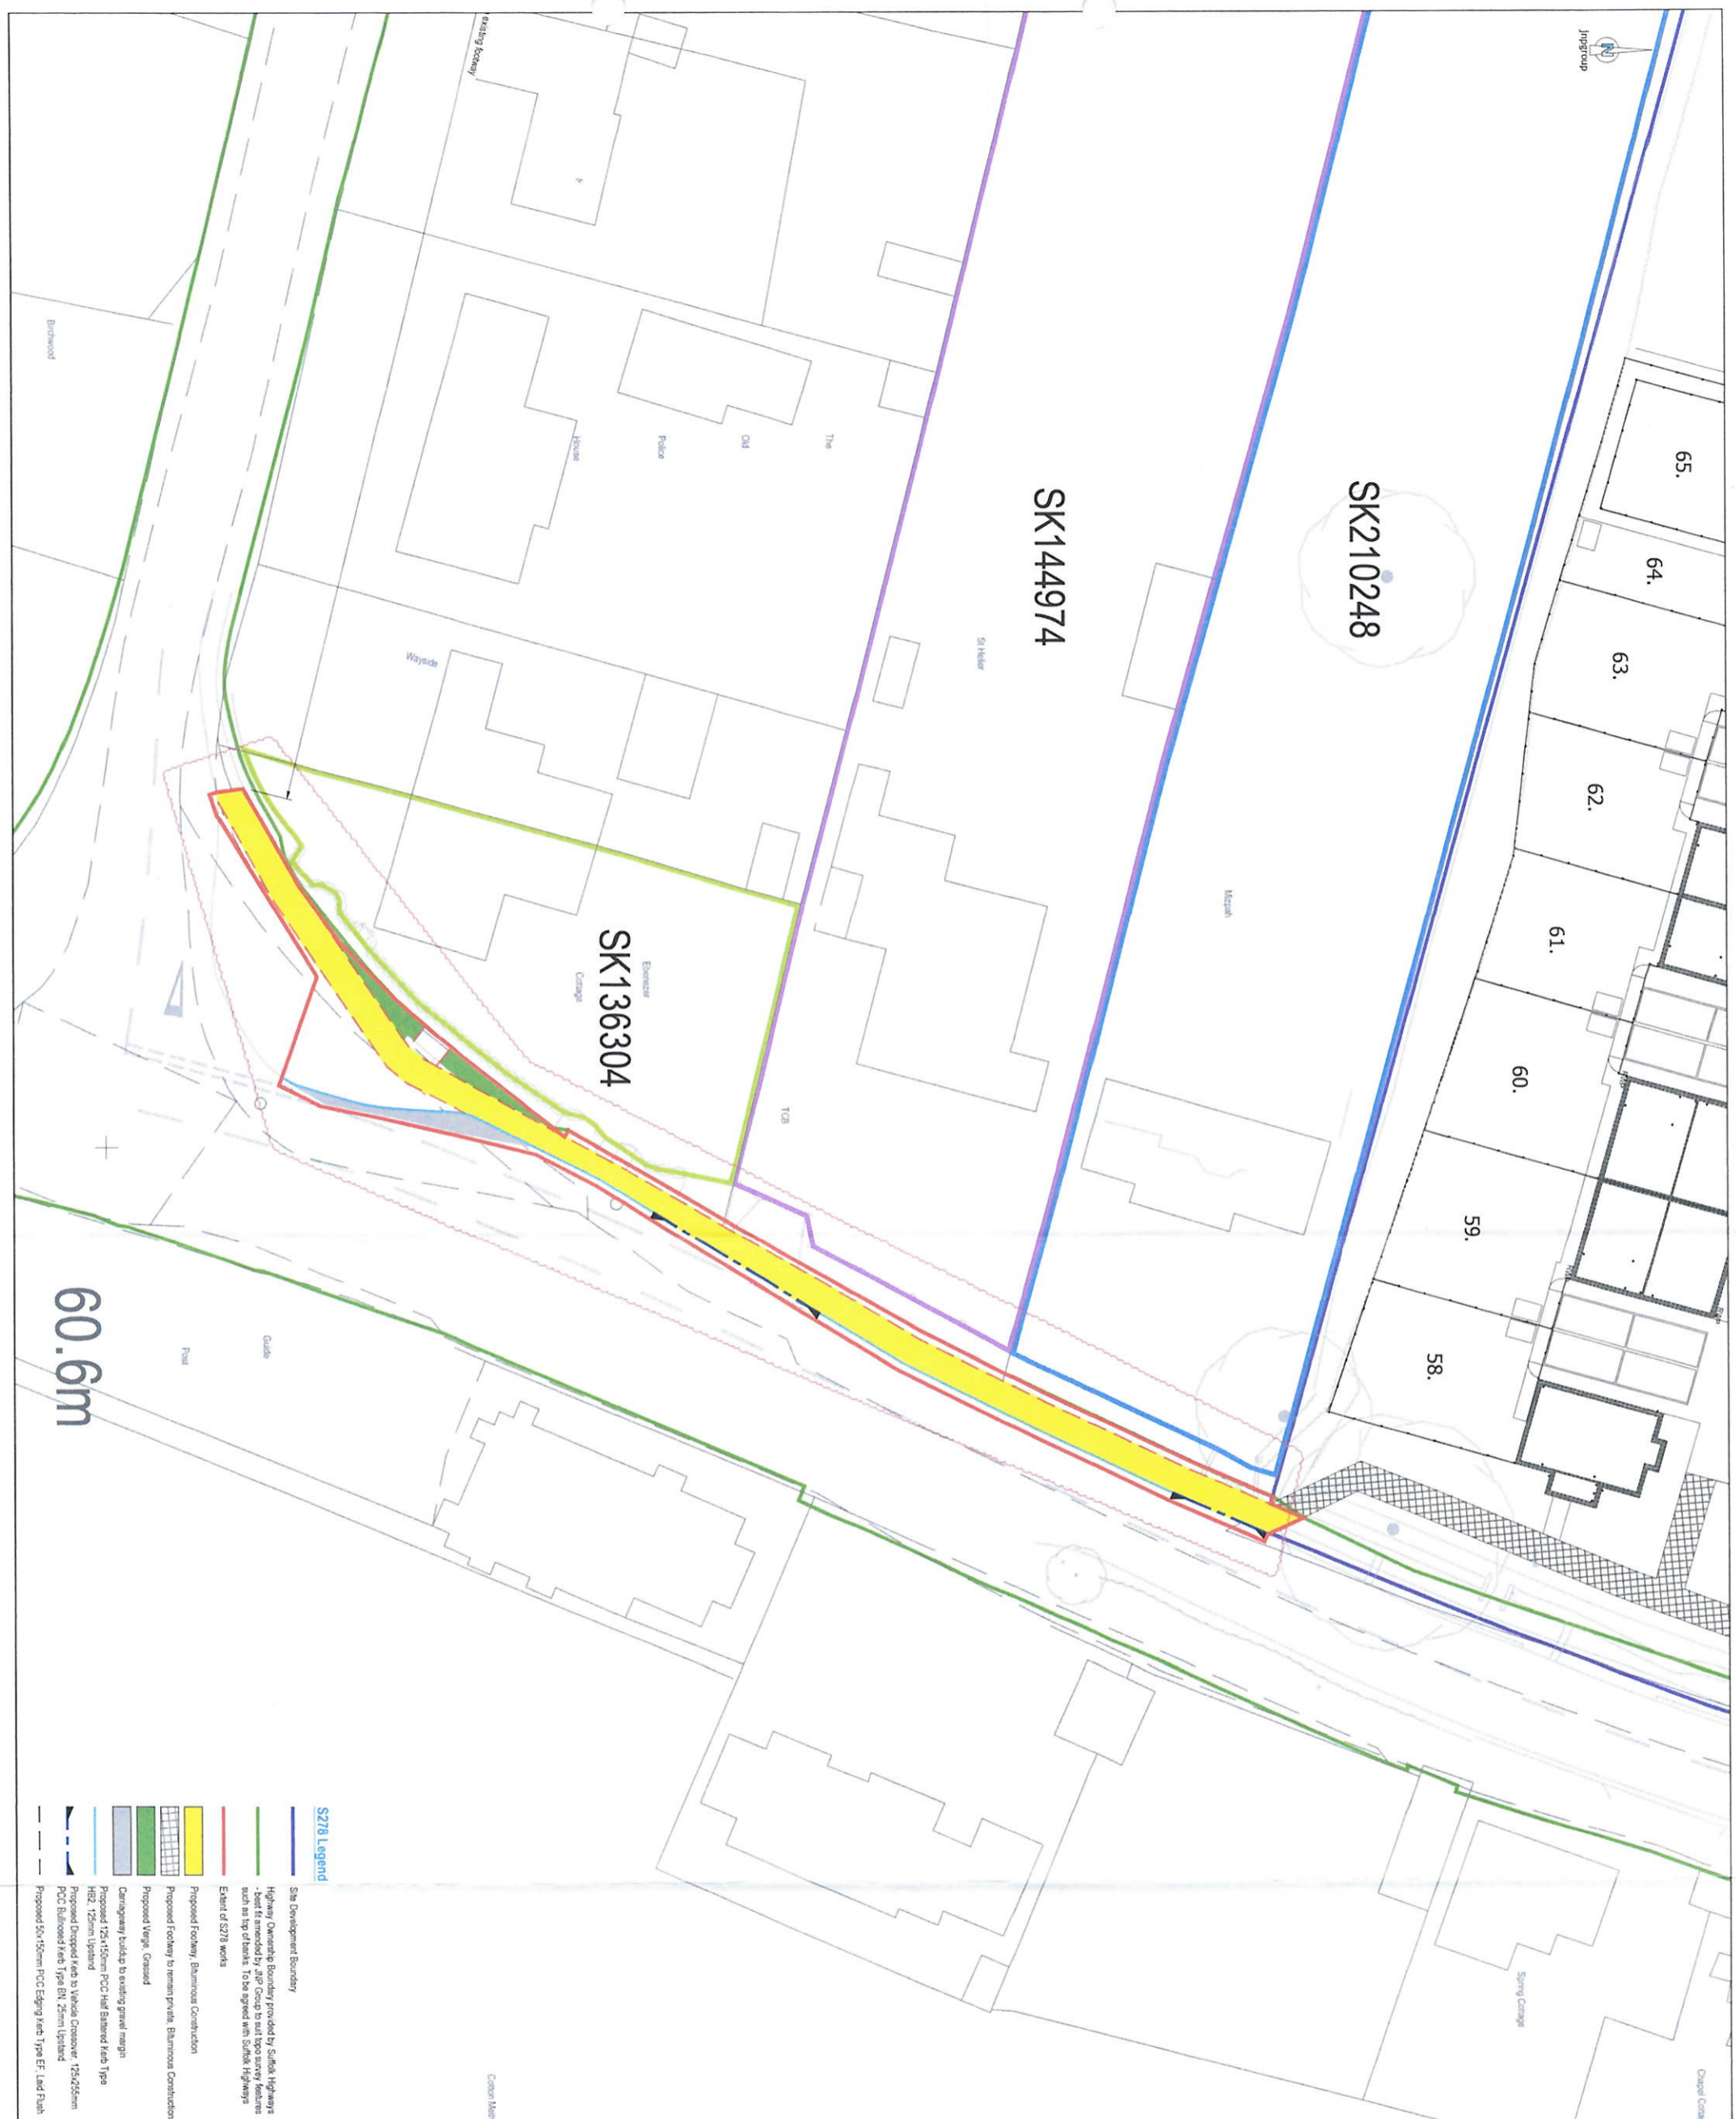 existing footway
jnpgroup
N
65.
64.
63.
62.
61.
60.
59.
58.
SK210248
SK144974
SK136304
The
Old
Police
House
St Helier
Wayside
Mizpah
Ebenezer
Cottage
TCB
Birchwood
Guide
Post
60.6m
Spring Cottage
S278 Legend
Site Development Boundary
Highway Ownership Boundary provided by Suffolk Highways
- best fit amended by JNP Group to suit topo survey features
such as top of banks. To be agreed with Suffolk Highways
Extent of S278 works
Proposed Footway, Bituminous Construction
Proposed Footway to remain private, Bituminous Construction
Proposed Verge, Grassed
Carriageway buildup to existing gravel margin
Proposed 125x150mm PCC Half Battered Kerb Type
HB2, 125mm Upstand
Proposed Dropped Kerb to Vehicle Crossover, 125x255mm
PCC Bullnosed Kerb Type BN, 25mm Upstand
Proposed 50x150mm PCC Edging Kerb Type EF, Laid Flush